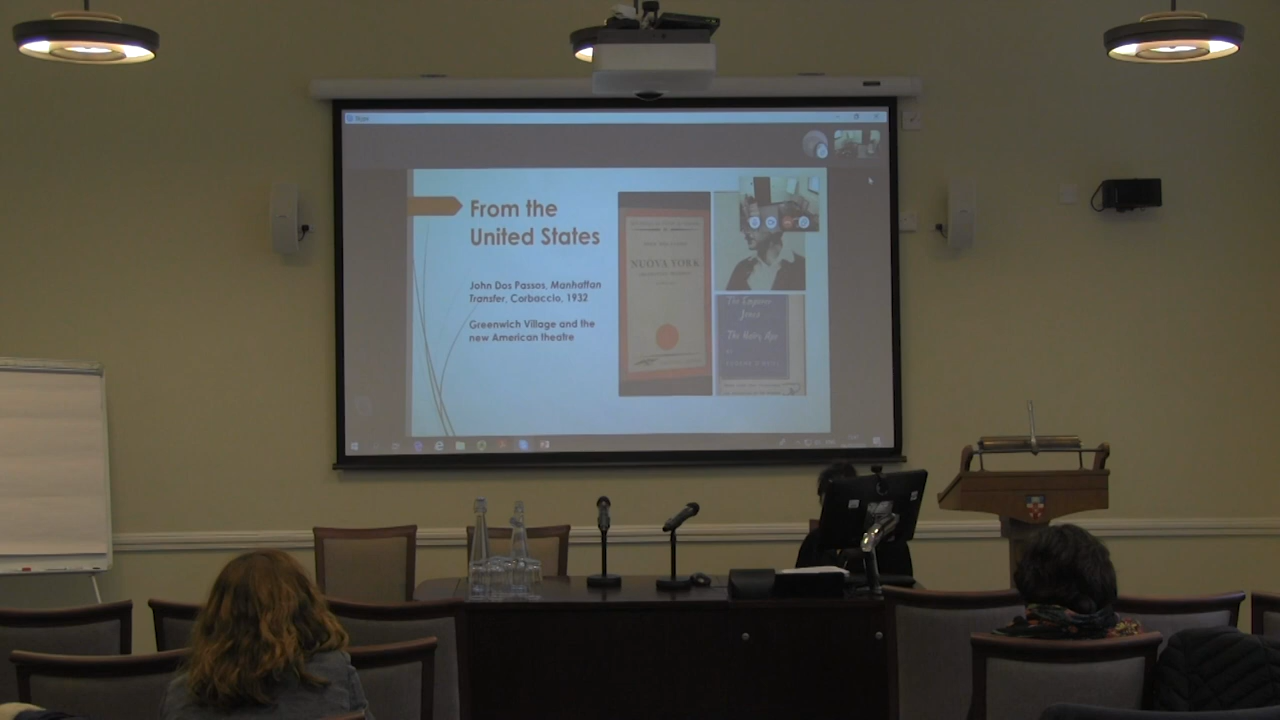 Skype
From the
United States
John Dos Passos, Manhattan
Transfer, Corbaccio, 1932
Greenwich Village and the
new American theatre
NUOVA YORK
The Emperor
Jones
The Hairy Ape